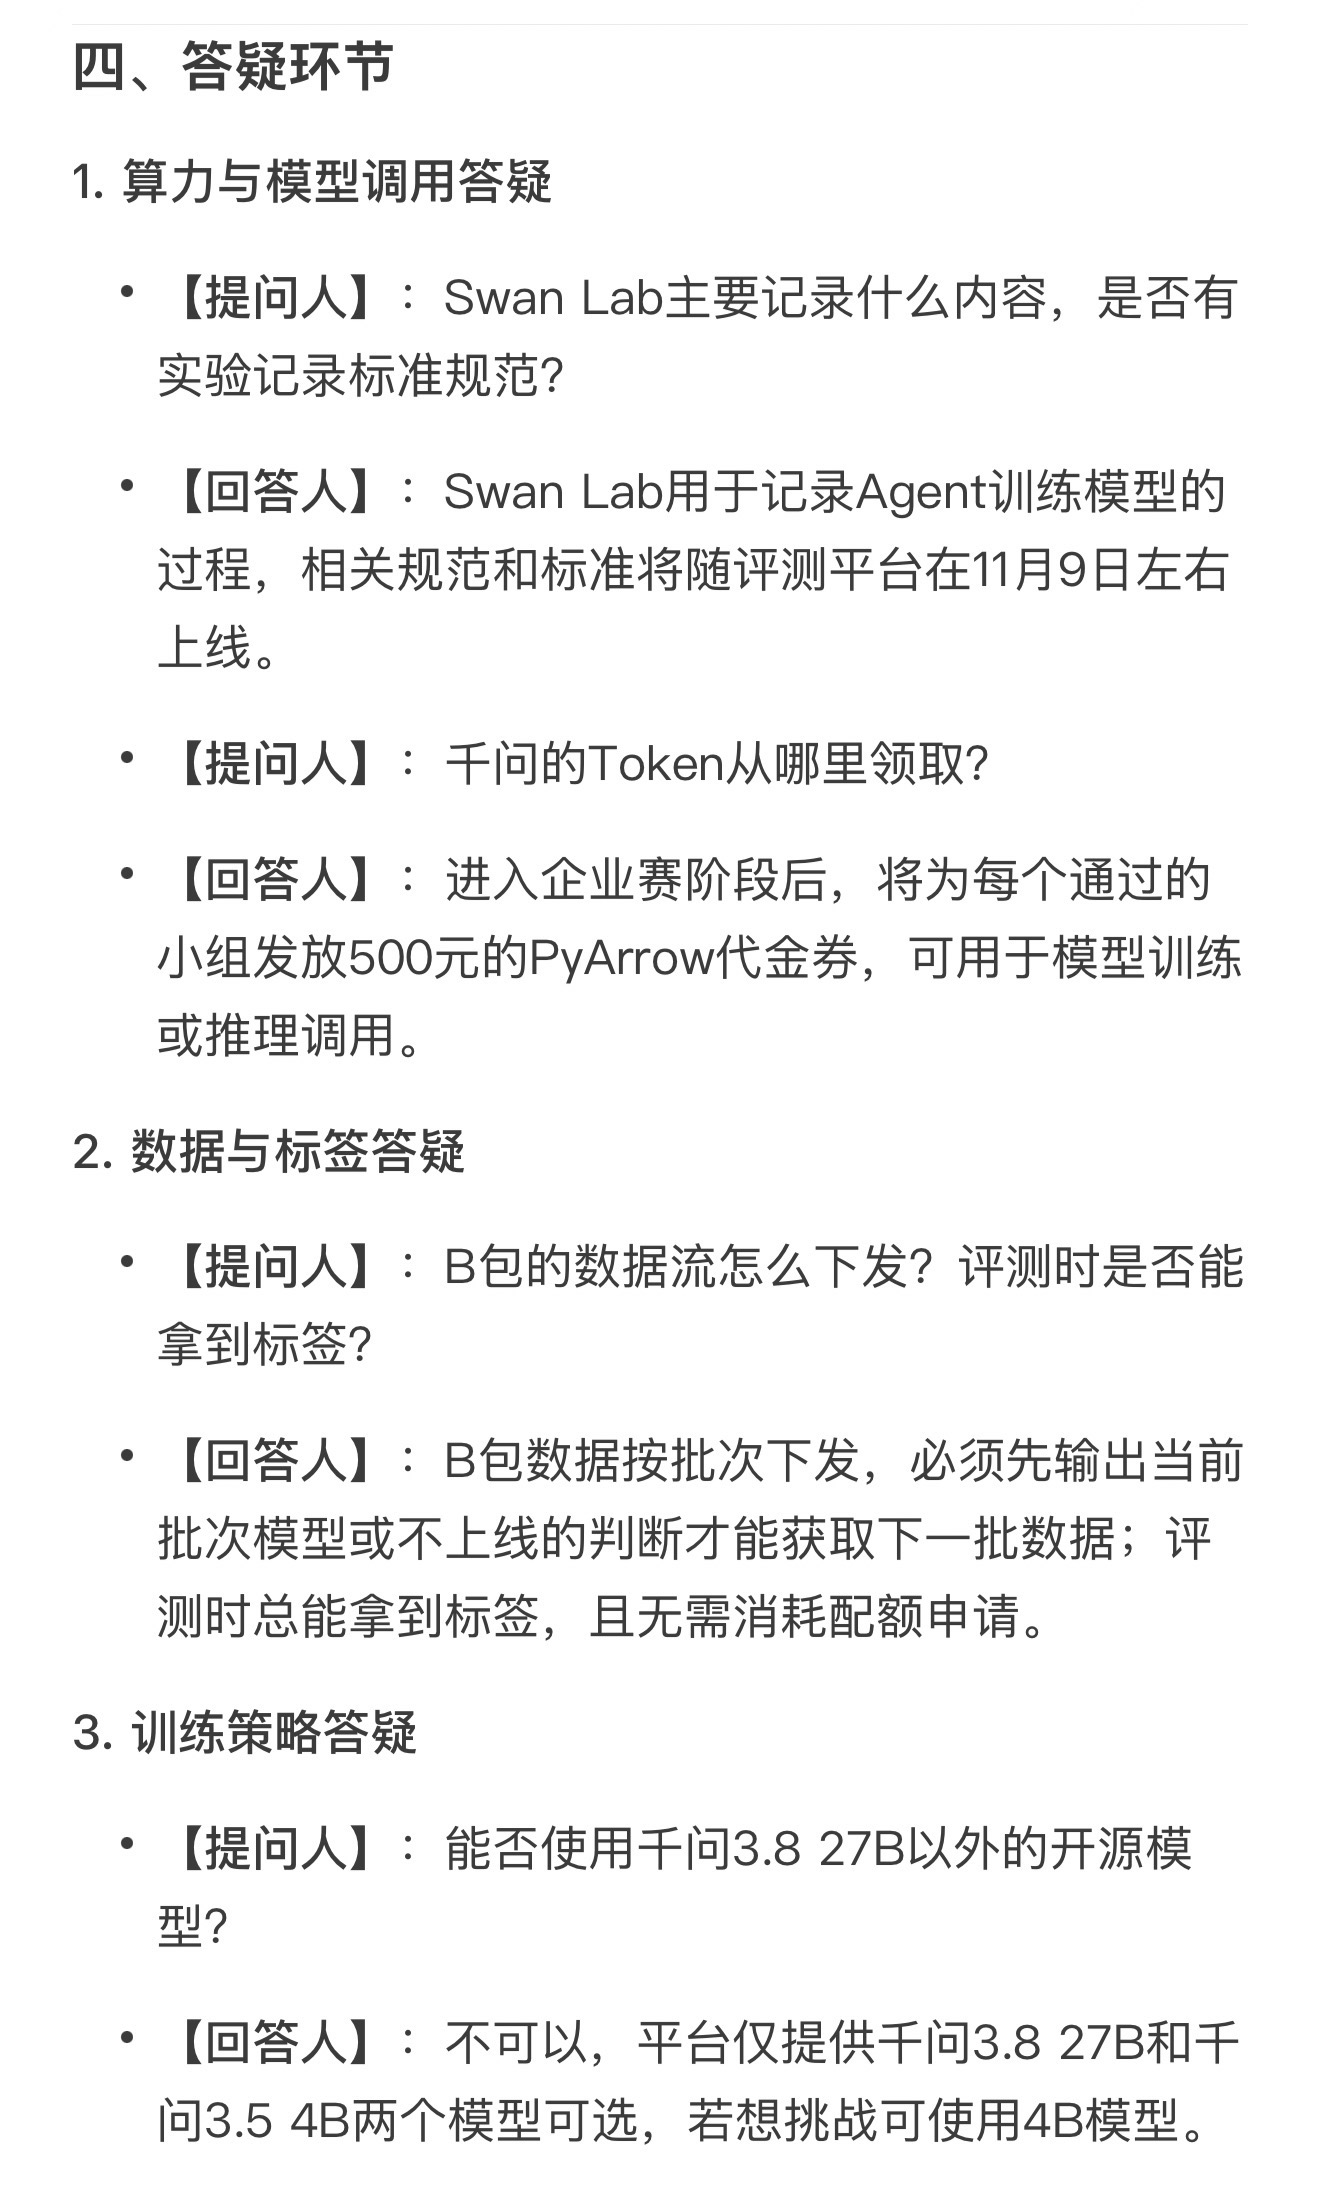 四、答疑环节
1. 算力与模型调用答疑
• 【提问人】：Swan Lab主要记录什么内容，是否有
实验记录标准规范？
• 【回答人】：Swan Lab用于记录Agent训练模型的
过程，相关规范和标准将随评测平台在11月9日左右
上线。
• 【提问人】：千问的Token从哪里领取？
• 【回答人】：进入企业赛阶段后，将为每个通过的
小组发放500元的PyArrow代金券，可用于模型训练
或推理调用。
2. 数据与标签答疑
• 【提问人】：B包的数据流怎么下发？评测时是否能
拿到标签？
• 【回答人】：B包数据按批次下发，必须先输出当前
批次模型或不上线的判断才能获取下一批数据；评
测时总能拿到标签，且无需消耗配额申请。
3. 训练策略答疑
• 【提问人】：能否使用千问3.8 27B以外的开源模
型？
• 【回答人】：不可以，平台仅提供千问3.8 27B和千
问3.5 4B两个模型可选，若想挑战可使用4B模型。